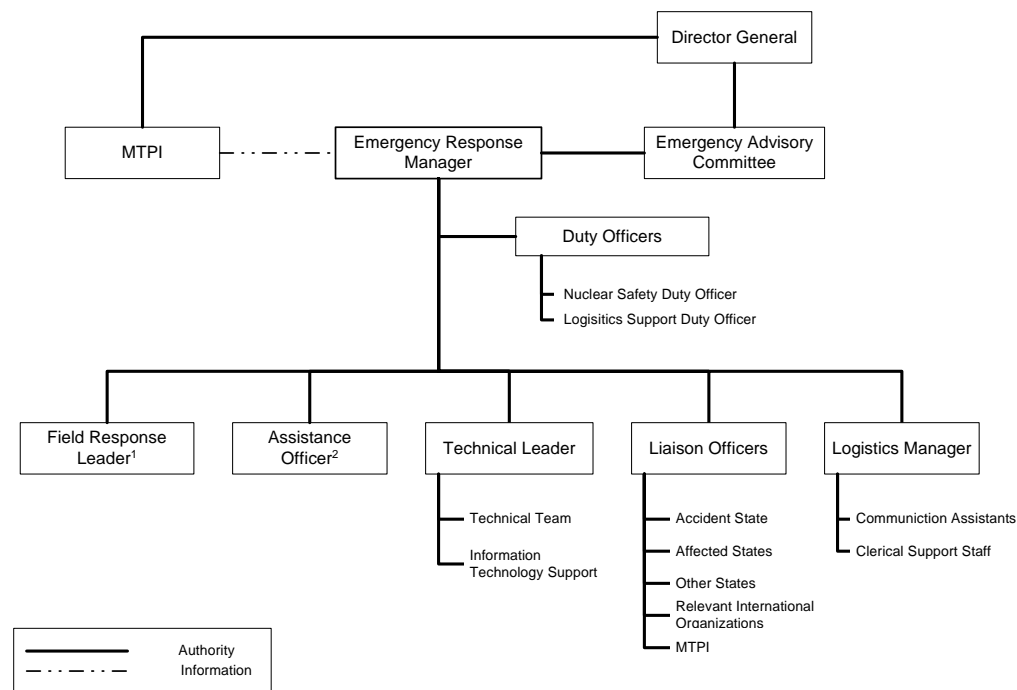 Director General
MTPI
Emergency Response
Manager
Emergency Advisory
Committee
Duty Officers
Nuclear Safety Duty Officer
Logisitics Support Duty Officer
Field Response
Leader1
Assistance
Officer2
Technical Leader
Liaison Officers
Logistics Manager
Technical Team
Information
Technology Support
Accident State
Affected States
Other States
Relevant International
Organizations
MTPI
Communiction Assistants
Clerical Support Staff
Authority
Information